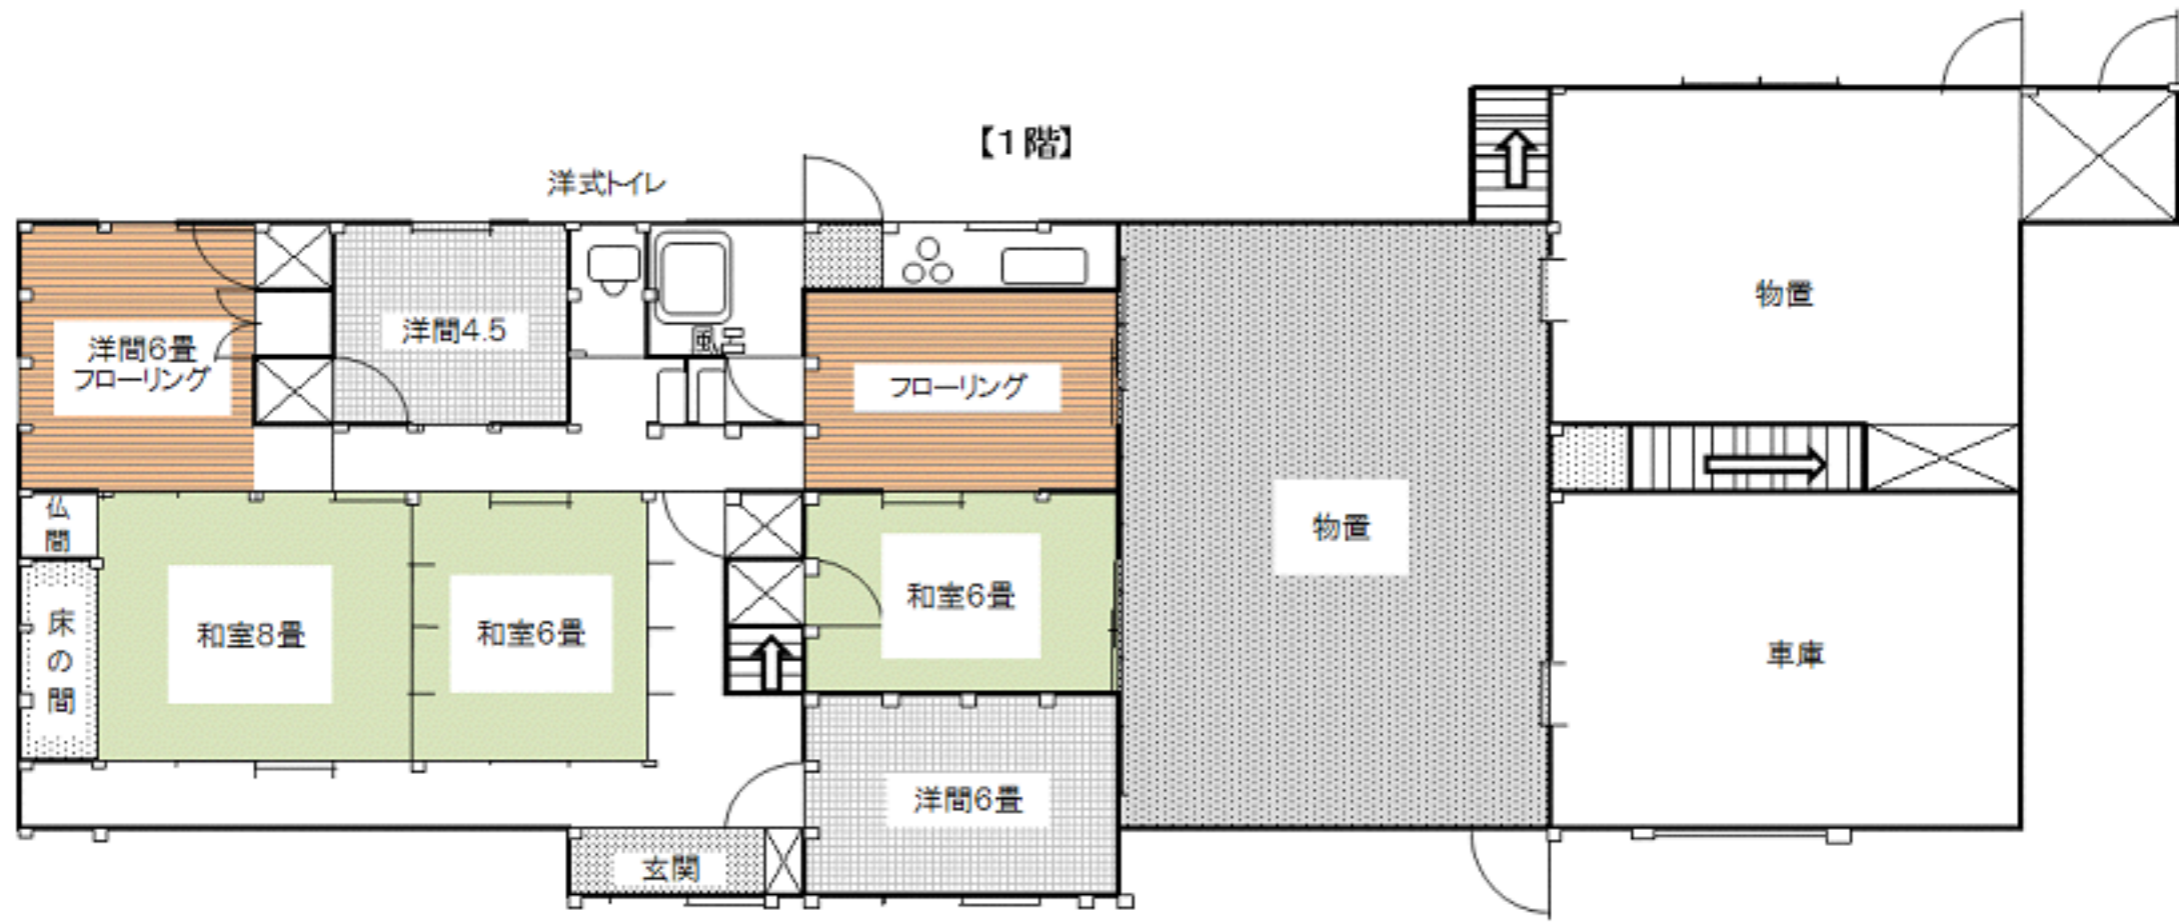 【1階】
洋式トイレ
物置
洋間4.5
風呂
洋間6畳
フローリング
フローリング
仏
間
物置
和室6畳
床
の
間
和室8畳
和室6畳
車庫
洋間6畳
玄関